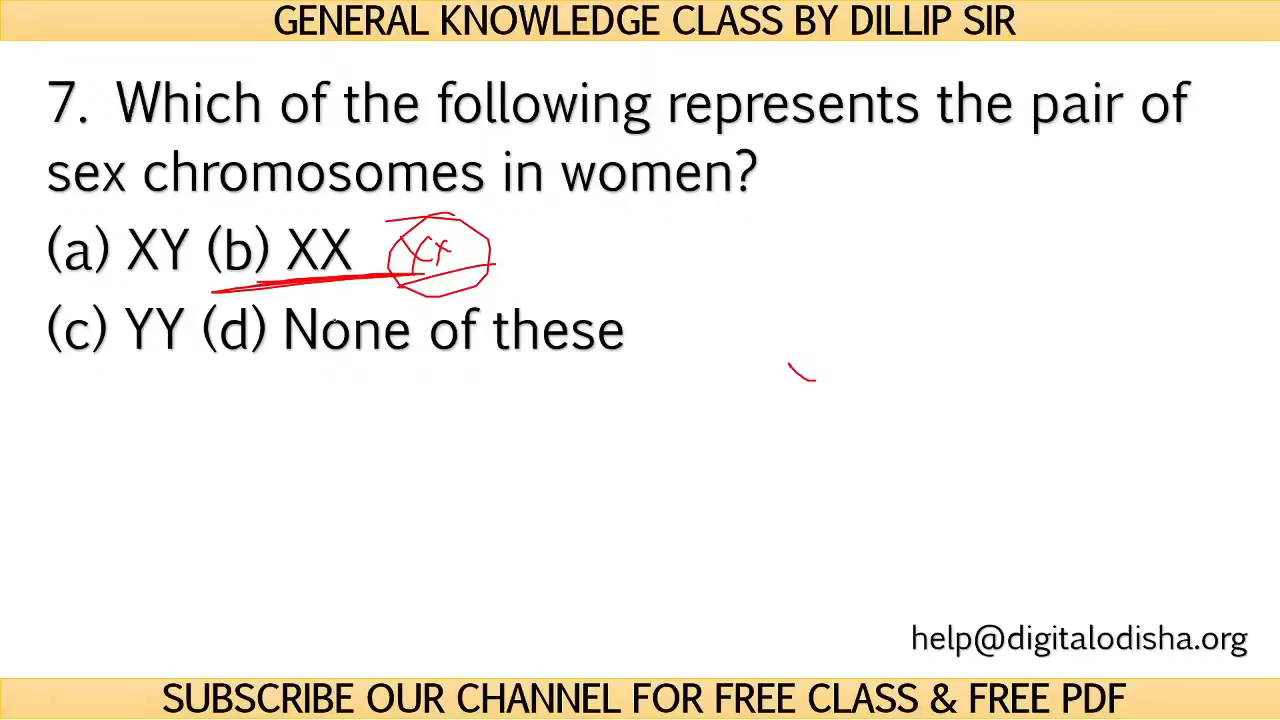 GENERAL KNOWLEDGE CLASS BY DILLIP SIR
7. Which of the following represents the pair of
sex chromosomes in women?
(a) XY (b) XX xx
(c) YY (d) None of these
help@digitalodisha.org
SUBSCRIBE OUR CHANNEL FOR FREE CLASS & FREE PDF